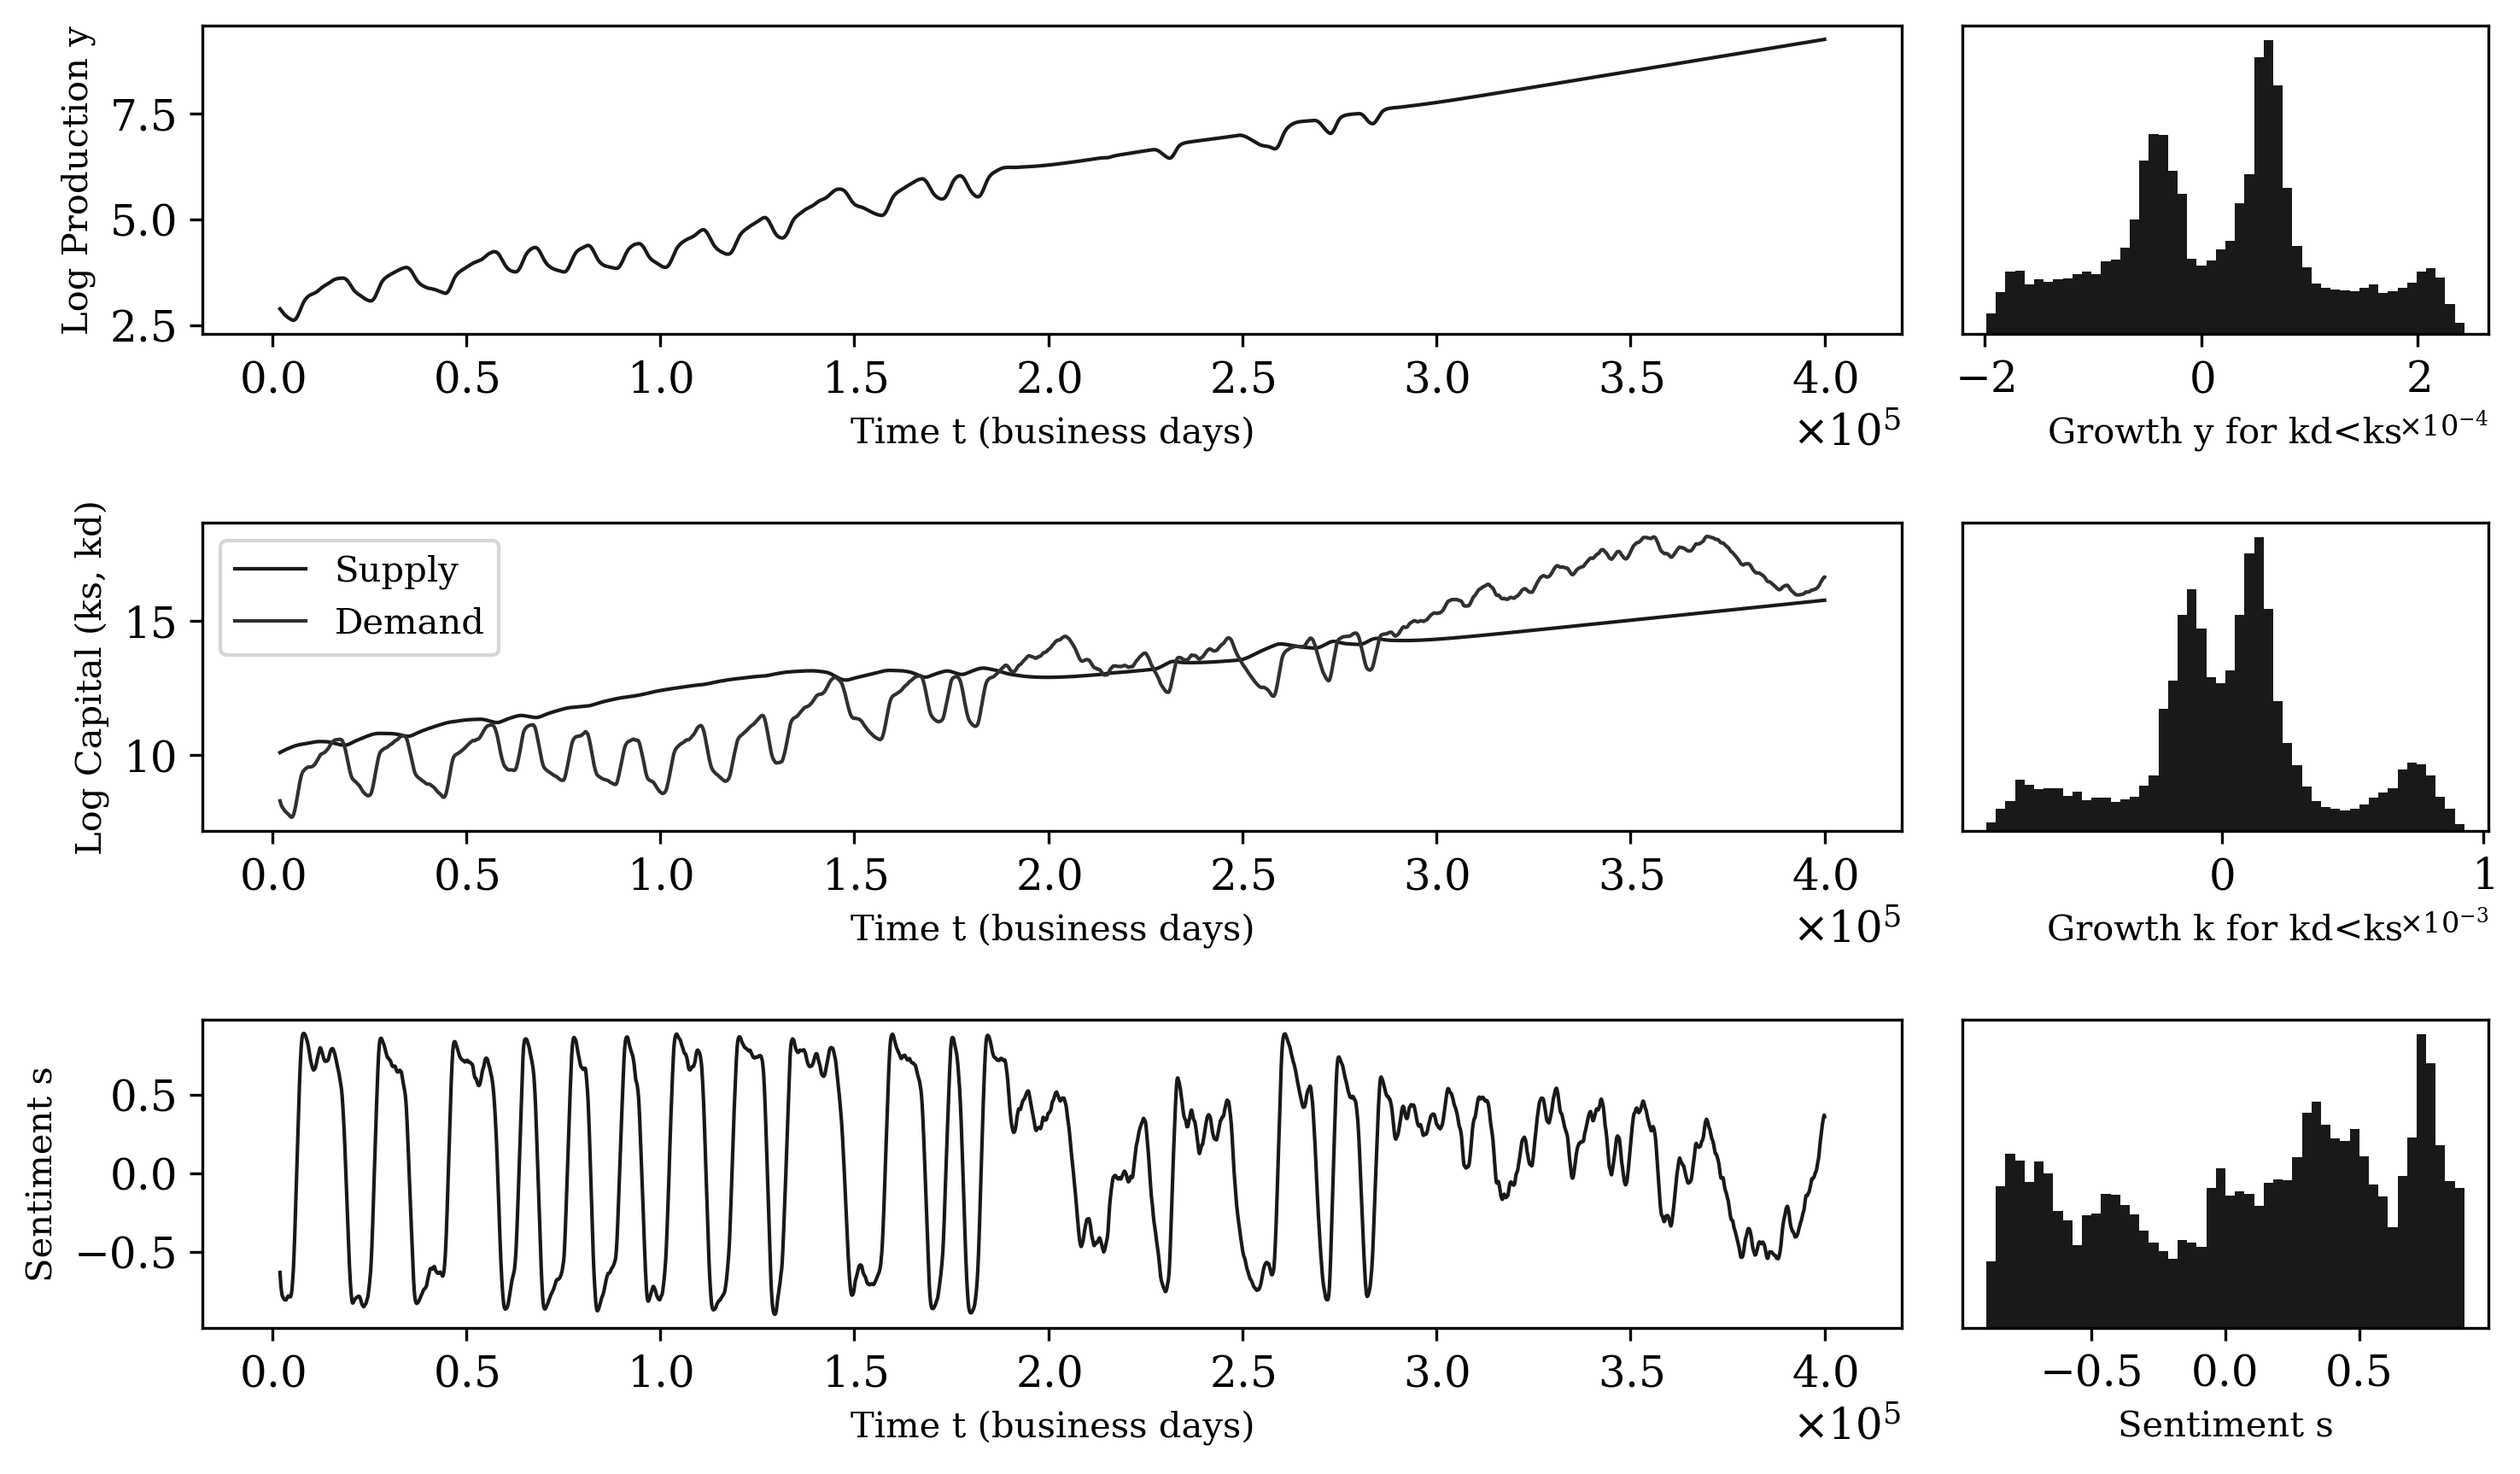 Log Production y
7.5
5.0
2.5
0.0 0.5 1.0 1.5 2.0 2.5 3.0 3.5 4.0
Time t (business days)
×10⁵
−2 0 2
Growth y for kd<ks
×10⁻⁴
Log Capital (ks, kd)
15
10
Supply
Demand
0.0 0.5 1.0 1.5 2.0 2.5 3.0 3.5 4.0
Time t (business days)
×10⁵
0 1
Growth k for kd<ks
×10⁻³
Sentiment s
0.5
0.0
−0.5
0.0 0.5 1.0 1.5 2.0 2.5 3.0 3.5 4.0
Time t (business days)
×10⁵
−0.5 0.0 0.5
Sentiment s